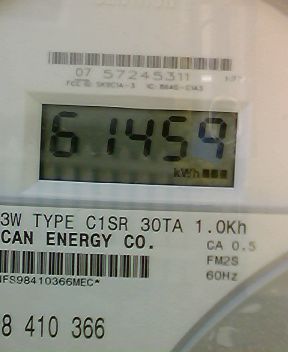 07 57245311
61459
kWh
3W TYPE C1SR 30TA 1.0Kh
CAN ENERGY CO.
CA 0.5
FM2S
60Hz
NFS98410366MEC*
8 410 366